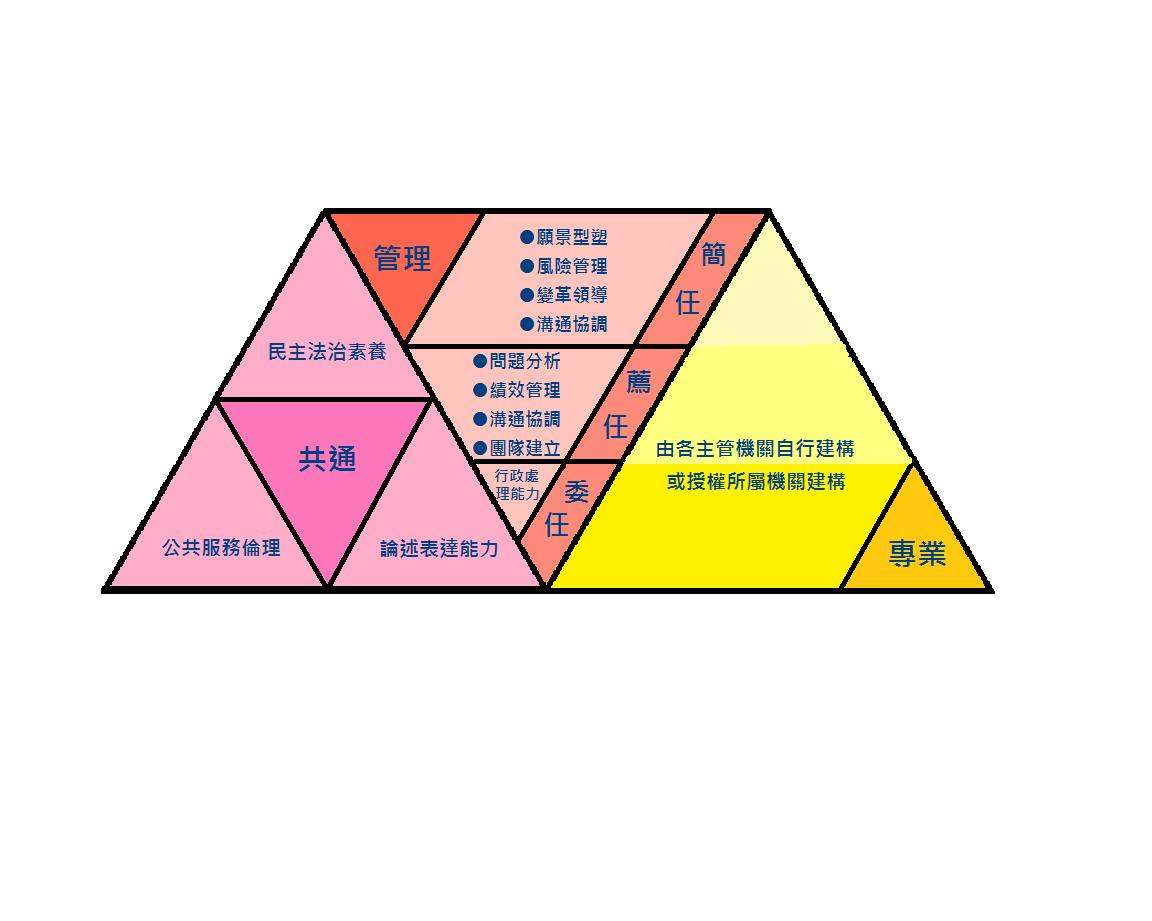 管理
願景型塑
風險管理
變革領導
溝通協調
簡
任
民主法治素養
問題分析
績效管理
溝通協調
團隊建立
薦
任
共通
公共服務倫理
論述表達能力
行政處
理能力
委
任
由各主管機關自行建構
或授權所屬機關建構
專業